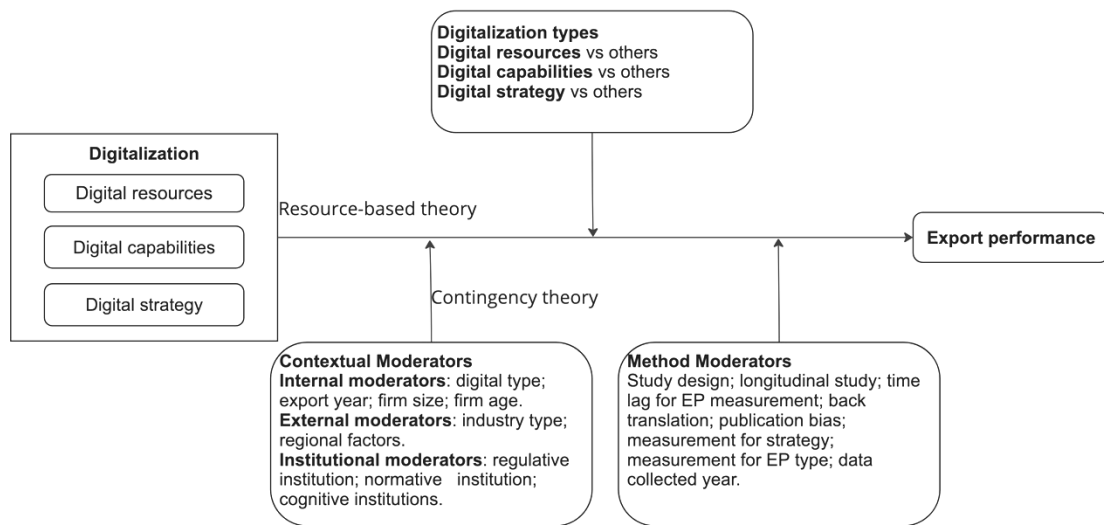 Digitalization types
Digital resources vs others
Digital capabilities vs others
Digital strategy vs others
Digitalization
Digital resources
Digital capabilities
Digital strategy
Resource-based theory
Export performance
Contingency theory
Contextual Moderators
Internal moderators: digital type;
export year; firm size; firm age.
External moderators: industry type;
regional factors.
Institutional moderators: regulative
institution; normative institution;
cognitive institutions.
Method Moderators
Study design; longitudinal study; time
lag for EP measurement; back
translation; publication bias;
measurement for strategy;
measurement for EP type; data
collected year.